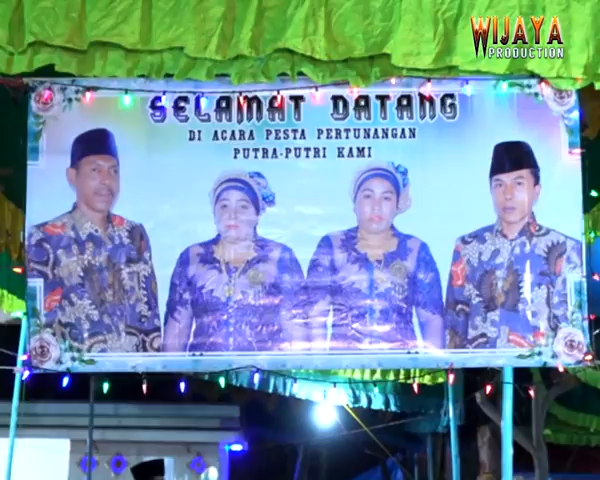 WIJAYA
PRODUCTION
SELAMAT DATANG
DI ACARA PESTA PERTUNANGAN
PUTRA-PUTRI KAMI